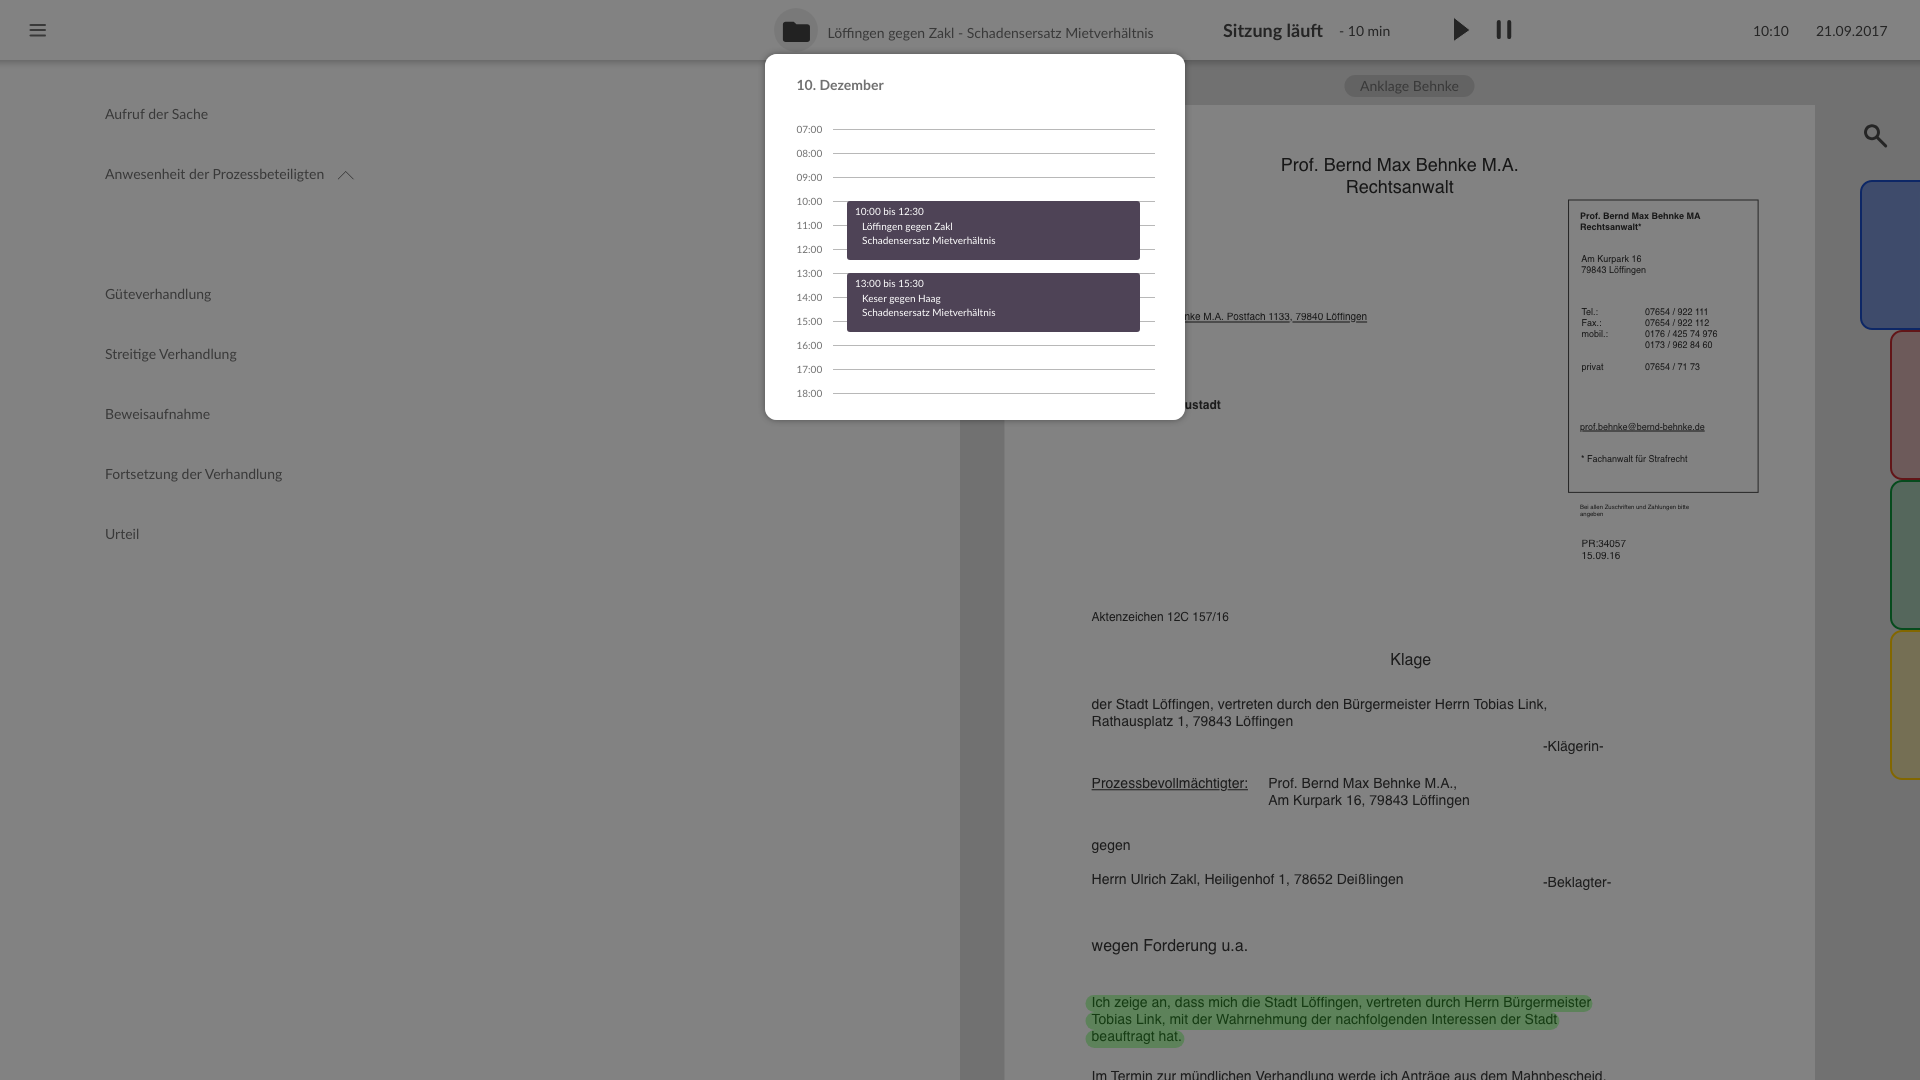 Löffingen gegen Zakl - Schadensersatz Mietverhältnis
Sitzung läuft - 10 min
10:10 21.09.2017
Aufruf der Sache
Anwesenheit der Prozessbeteiligten
Güteverhandlung
Streitige Verhandlung
Beweisaufnahme
Fortsetzung der Verhandlung
Urteil
10. Dezember
07:00
08:00
09:00
10:00
11:00
12:00
13:00
14:00
15:00
16:00
17:00
18:00
10:00 bis 12:30
Löffingen gegen Zakl
Schadensersatz Mietverhältnis
13:00 bis 15:30
Keser gegen Haag
Schadensersatz Mietverhältnis
Anklage Behnke
Prof. Bernd Max Behnke M.A.
Rechtsanwalt
Prof. Bernd Max Behnke MA
Rechtsanwalt*
Am Kurpark 16
79843 Löffingen
Tel.: 07654 / 922 111
Fax.: 07654 / 922 112
mobil.: 0176 / 425 74 976
0173 / 962 84 60
privat 07654 / 71 73
prof.behnke@bernd-behnke.de
* Fachanwalt für Strafrecht
Bei allen Zuschriften und Zahlungen bitte
angeben
PR:34057
15.09.16
nke M.A. Postfach 1133, 79840 Löffingen
ustadt
Aktenzeichen 12C 157/16
Klage
der Stadt Löffingen, vertreten durch den Bürgermeister Herrn Tobias Link,
Rathausplatz 1, 79843 Löffingen
-Klägerin-
Prozessbevollmächtigter: Prof. Bernd Max Behnke M.A.,
Am Kurpark 16, 79843 Löffingen
gegen
Herrn Ulrich Zakl, Heiligenhof 1, 78652 Deißlingen
-Beklagter-
wegen Forderung u.a.
Ich zeige an, dass mich die Stadt Löffingen, vertreten durch Herrn Bürgermeister
Tobias Link, mit der Wahrnehmung der nachfolgenden Interessen der Stadt
beauftragt hat.
Im Termin zur mündlichen Verhandlung werde ich Anträge aus dem Mahnbescheid,